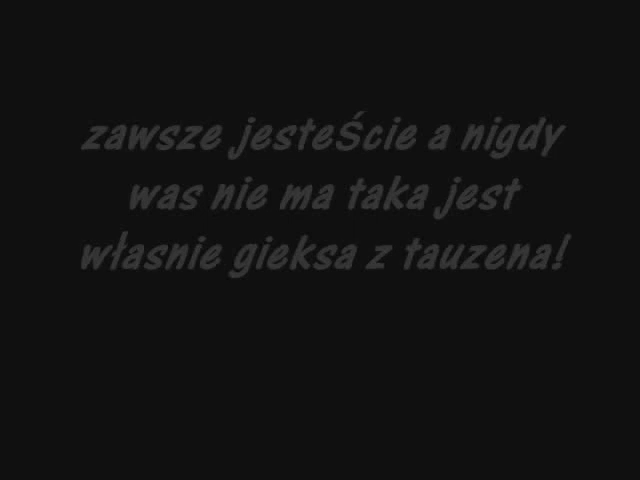 zawsze jesteŚcie a nigdy
was nie ma taka jest
własnie gieksa z tauzena!